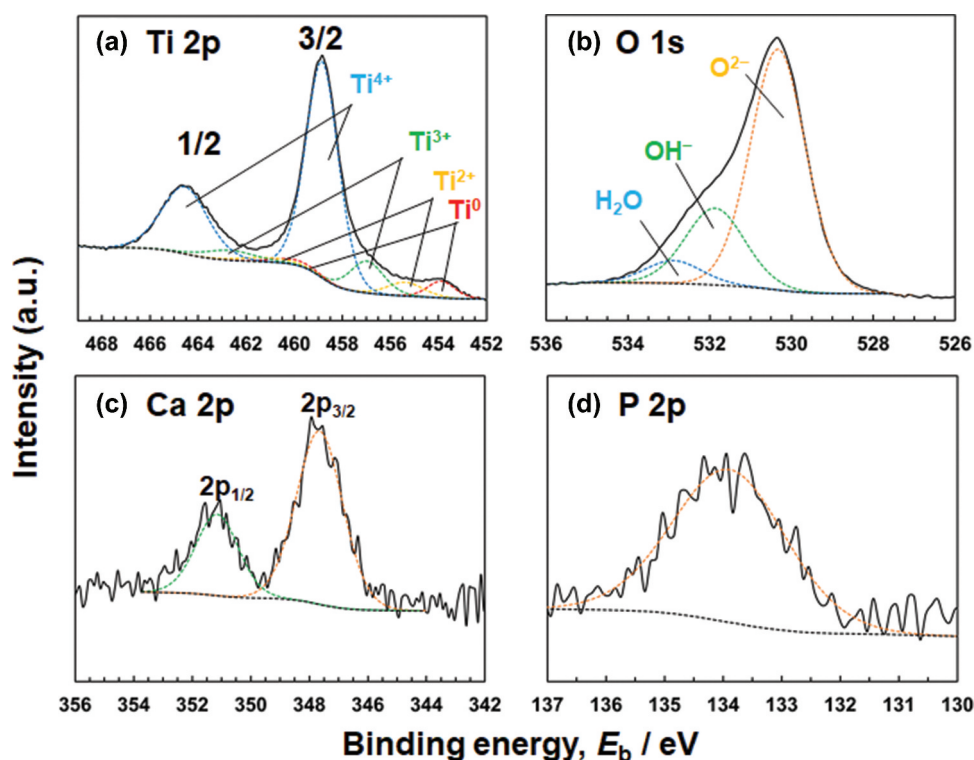 (a) Ti 2p
3/2
1/2
Ti⁴⁺
Ti³⁺
Ti²⁺
Ti⁰
468 466 464 462 460 458 456 454 452
(b) O 1s
O²⁻
OH⁻
H₂O
536 534 532 530 528 526
(c) Ca 2p
2p₃/₂
2p₁/₂
356 354 352 350 348 346 344 342
(d) P 2p
137 136 135 134 133 132 131 130
Intensity (a.u.)
Binding energy, E_b / eV